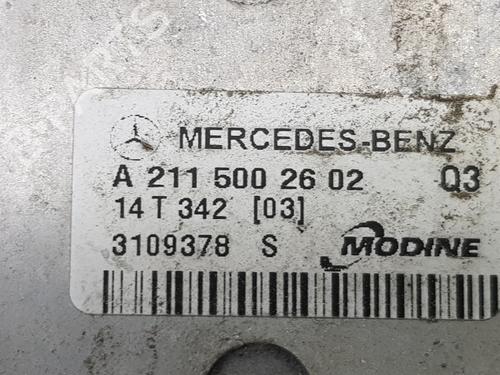 MERCEDES-BENZ
A 211 500 26 02 Q3
14 T 342 [03]
3109378 S MODINE